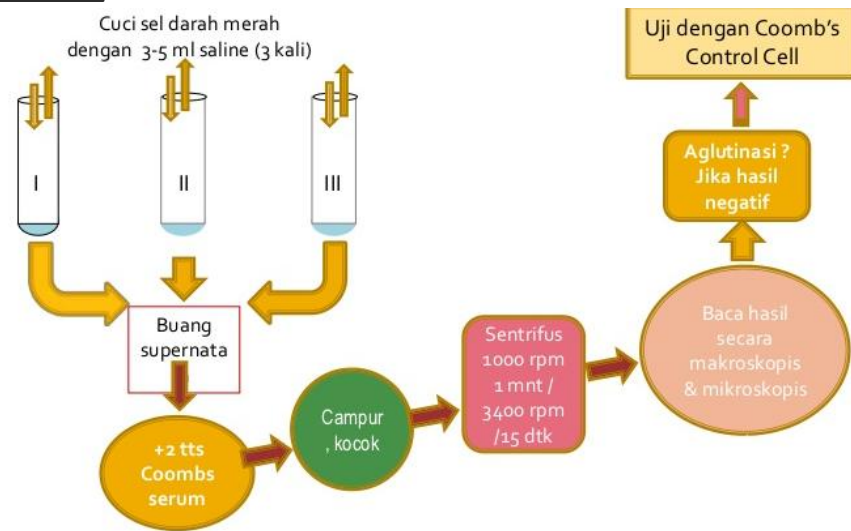 Cuci sel darah merah
dengan 3-5 ml saline (3 kali)
I
II
III
Buang
supernata
+2 tts
Coombs
serum
Campur
, kocok
Sentrifus
1000 rpm
1 mnt /
3400 rpm
/15 dtk
Baca hasil
secara
makroskopis
& mikroskopis
Aglutinasi ?
Jika hasil
negatif
Uji dengan Coomb's
Control Cell